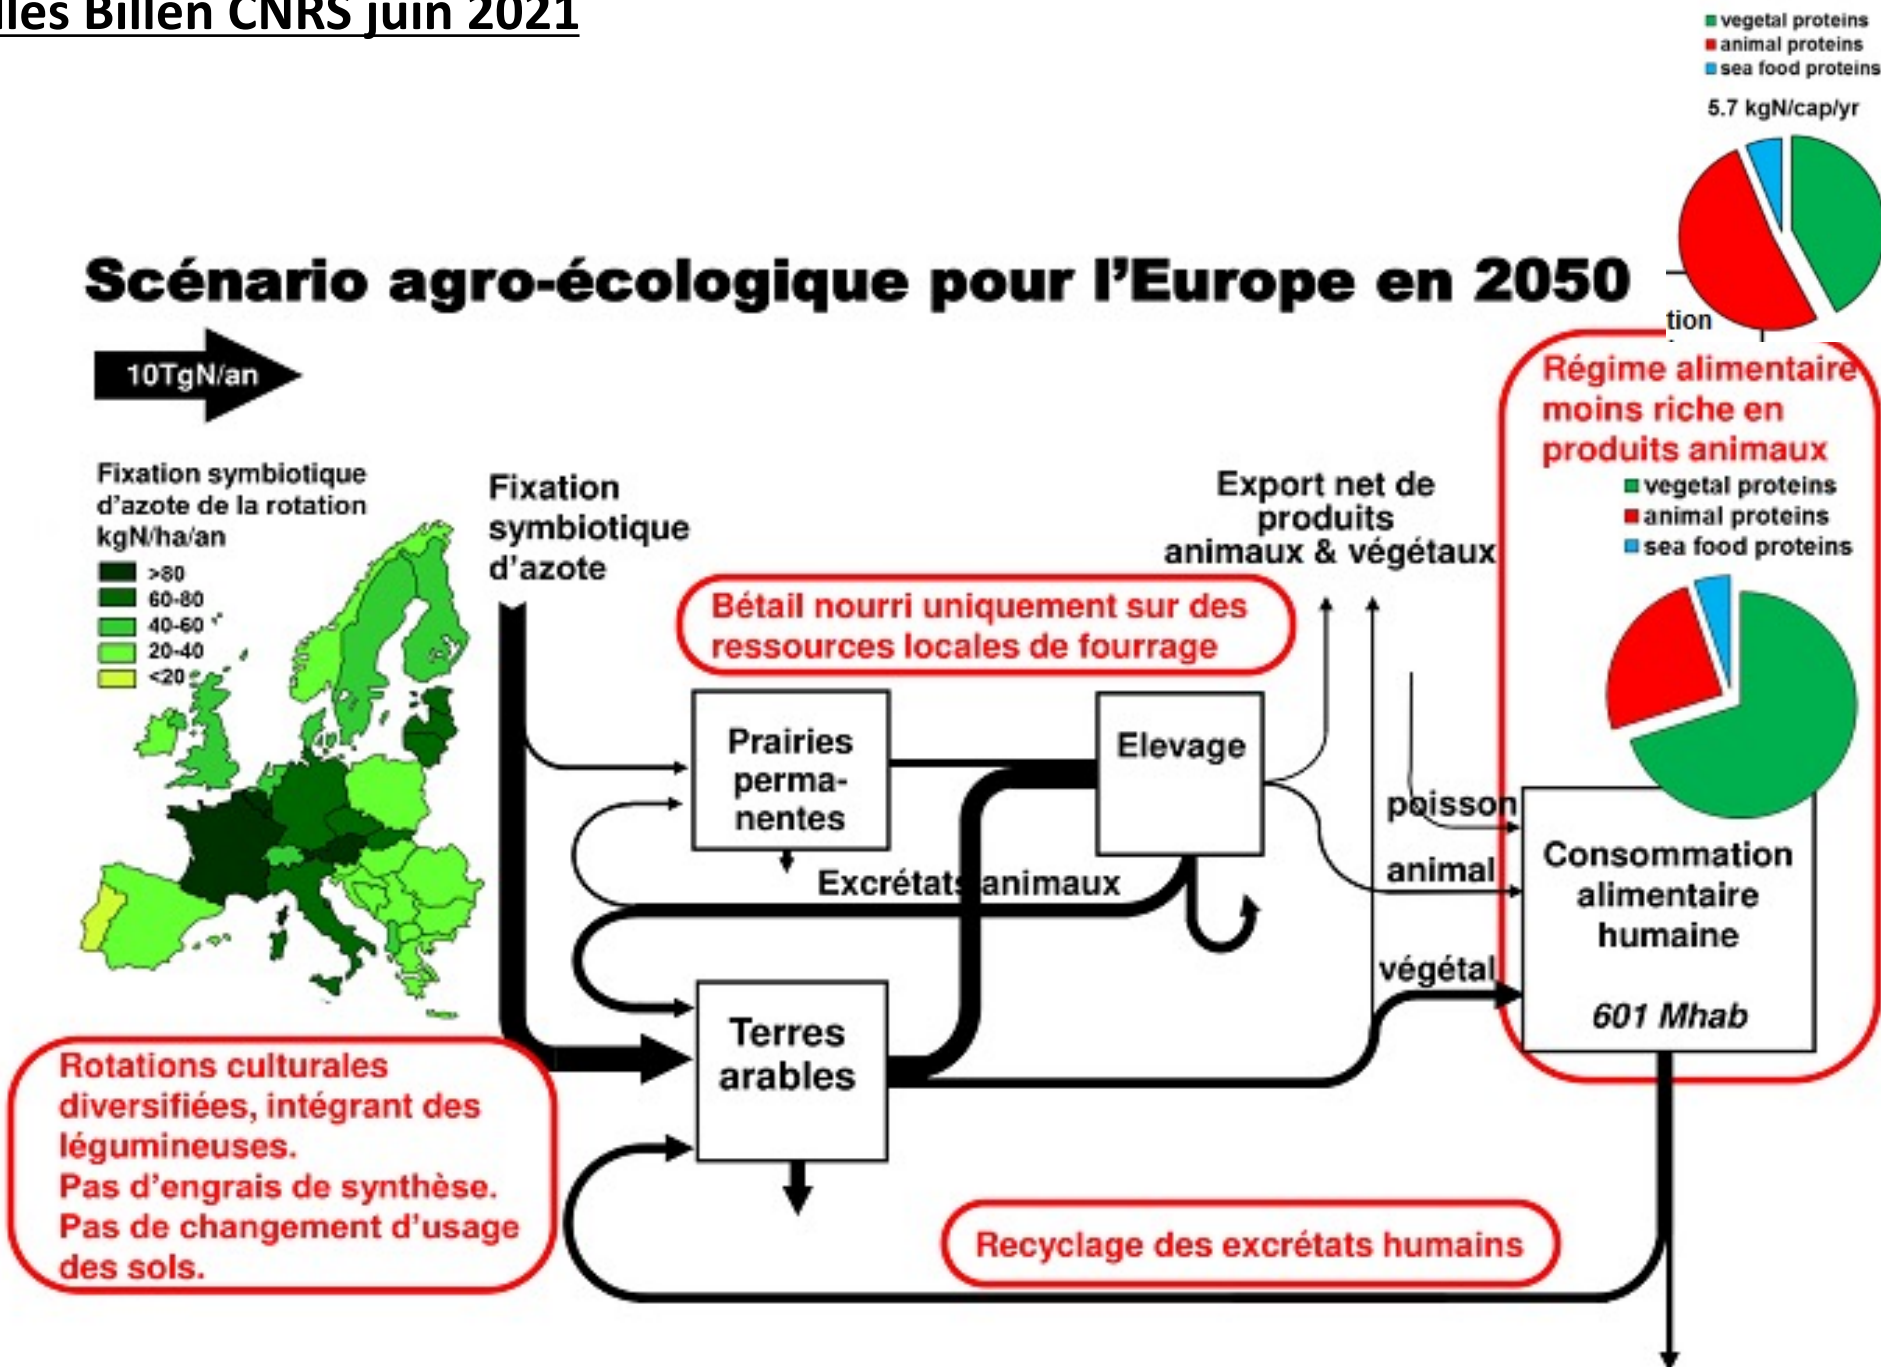 Billen CNRS juin 2021
vegetal proteins
animal proteins
sea food proteins
5.7 kgN/cap/yr
Scénario agro-écologique pour l’Europe en 2050
tion
10TgN/an
Régime alimentaire
moins riche en
produits animaux
vegetal proteins
animal proteins
sea food proteins
Fixation symbiotique
d’azote de la rotation
kgN/ha/an
>80
60-80
40-60
20-40
<20
Fixation
symbiotique
d’azote
Export net de
produits
animaux & végétaux
Bétail nourri uniquement sur des
ressources locales de fourrage
Prairies
perma-
nentes
Elevage
poisson
animal
végétal
Excrétats animaux
Consommation
alimentaire
humaine
601 Mhab
Terres
arables
Rotations culturales
diversifiées, intégrant des
légumineuses.
Pas d’engrais de synthèse.
Pas de changement d’usage
des sols.
Recyclage des excrétats humains